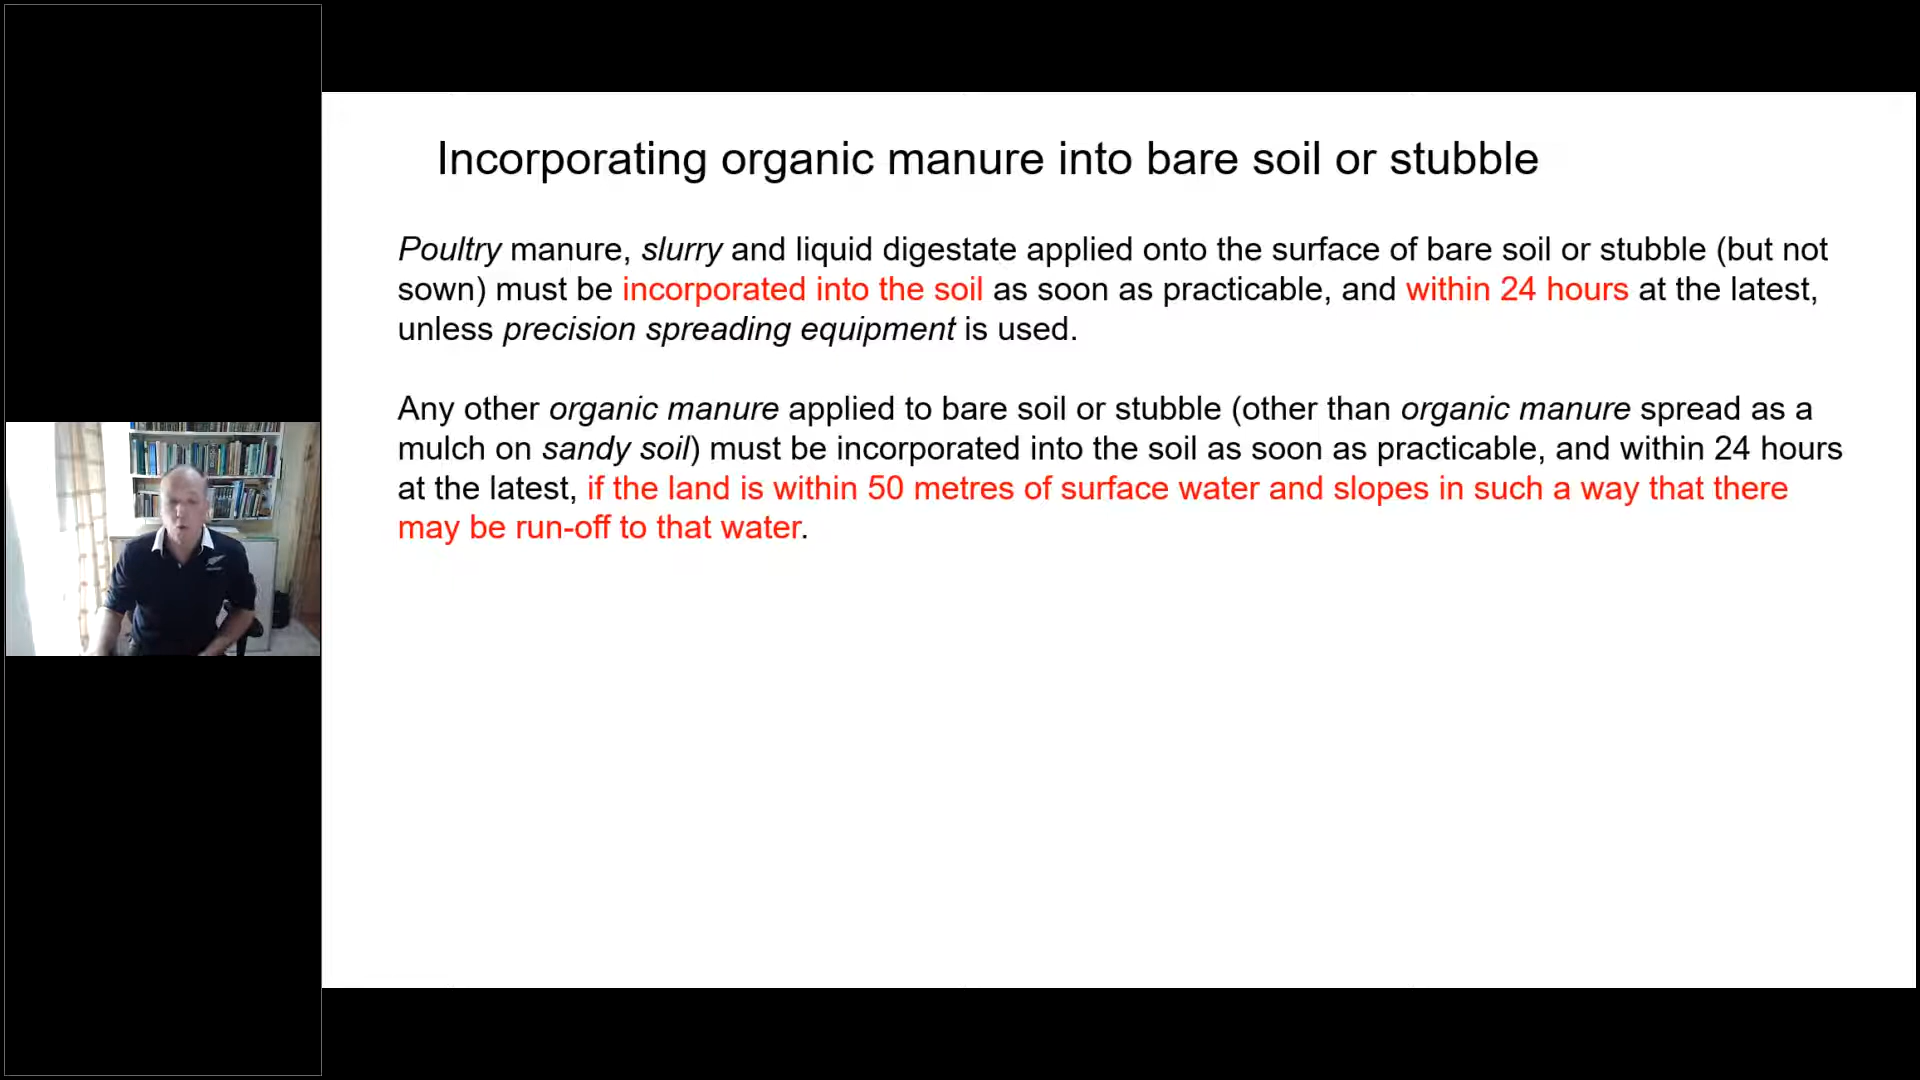 Incorporating organic manure into bare soil or stubble
Poultry manure, slurry and liquid digestate applied onto the surface of bare soil or stubble (but not
sown) must be incorporated into the soil as soon as practicable, and within 24 hours at the latest,
unless precision spreading equipment is used.
Any other organic manure applied to bare soil or stubble (other than organic manure spread as a
mulch on sandy soil) must be incorporated into the soil as soon as practicable, and within 24 hours
at the latest, if the land is within 50 metres of surface water and slopes in such a way that there
may be run-off to that water.